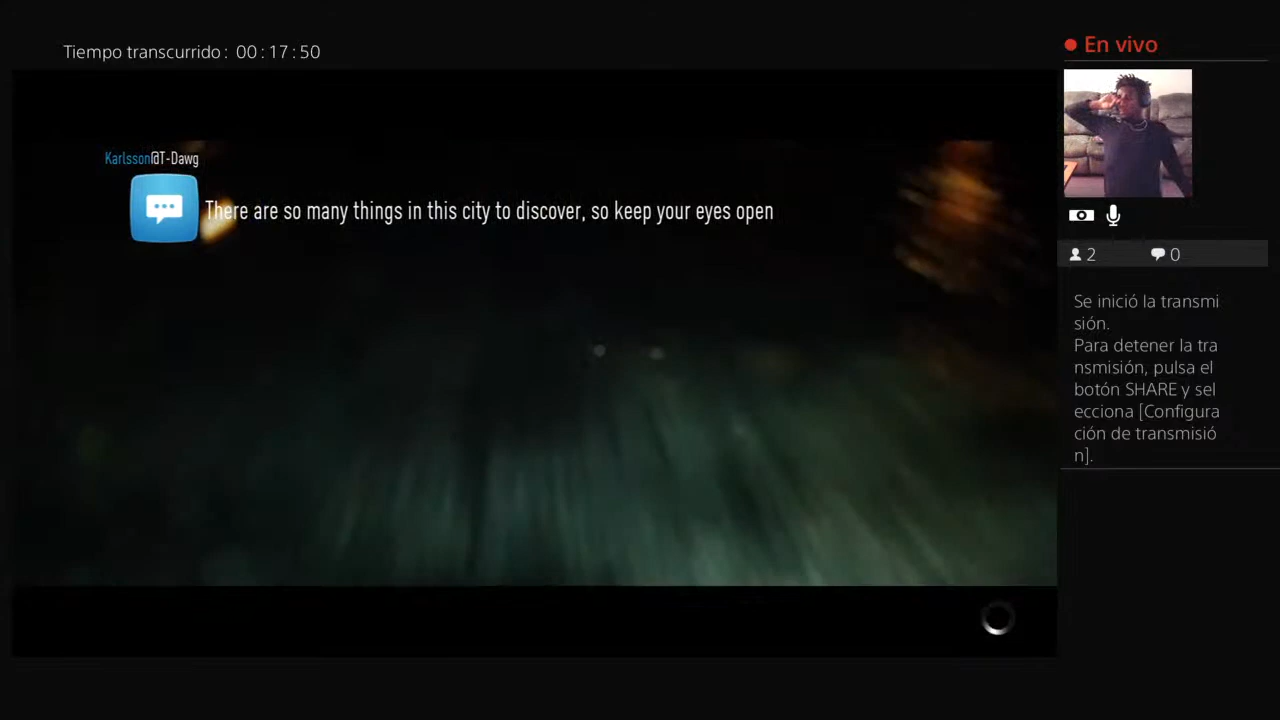 Tiempo transcurrido: 00:17:50
En vivo
Karlsson@T-Dawg
There are so many things in this city to discover, so keep your eyes open
2 0
Se inició la transmi
sión.
Para detener la tra
nsmisión, pulsa el
botón SHARE y sel
ecciona [Configura
ción de transmisió
n].